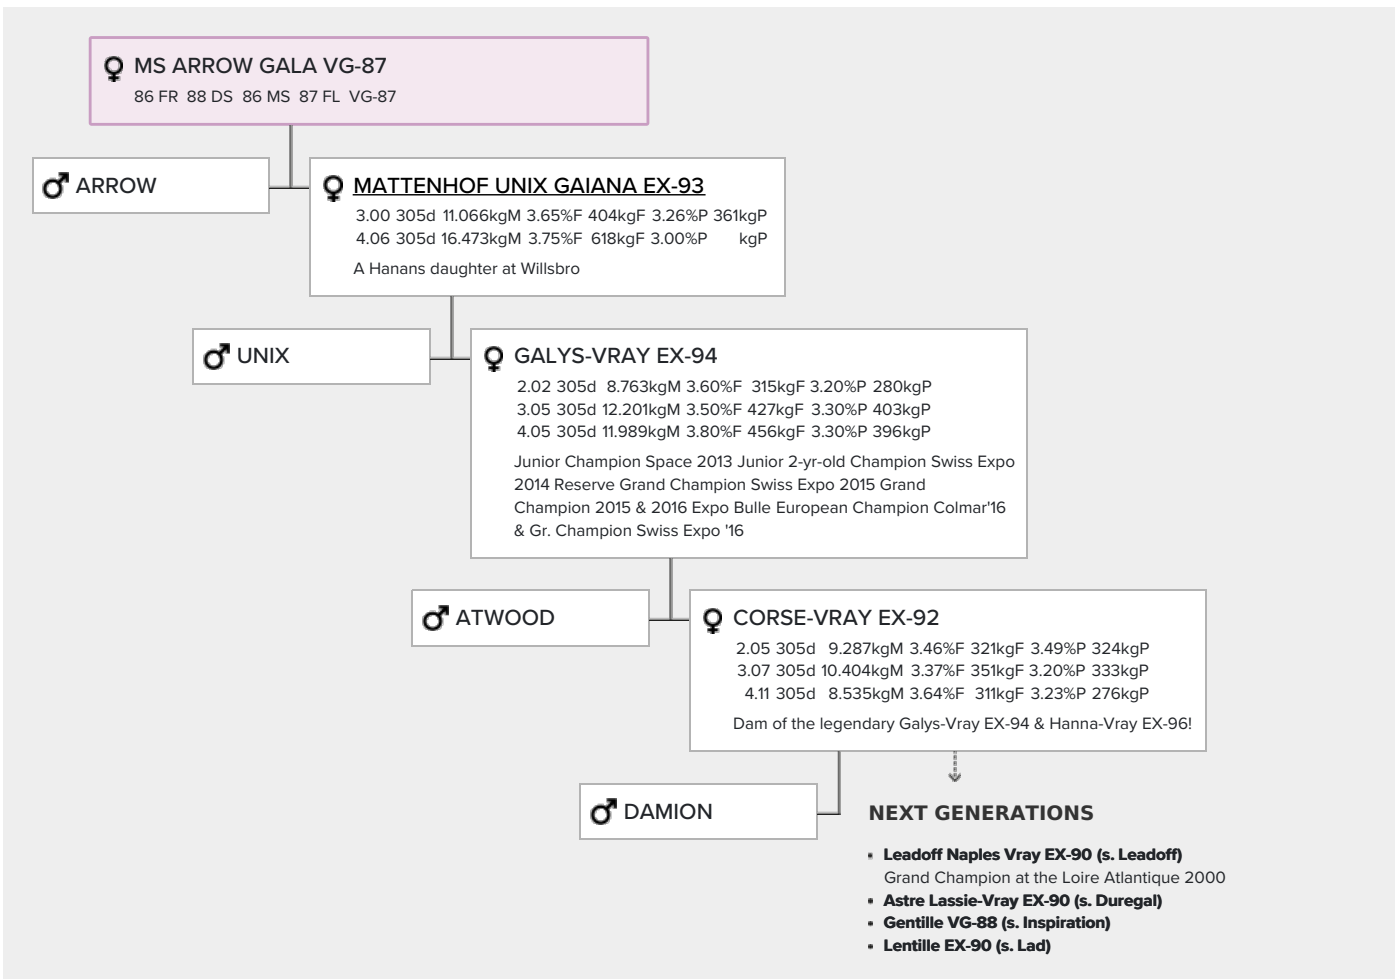 MS ARROW GALA VG-87
86 FR 88 DS 86 MS 87 FL VG-87
ARROW
MATTENHOF UNIX GAIANA EX-93
3.00 305d 11.066kgM 3.65%F 404kgF 3.26%P 361kgP
4.06 305d 16.473kgM 3.75%F 618kgF 3.00%P kgP
A Hanans daughter at Willsbro
UNIX
GALYS-VRAY EX-94
2.02 305d 8.763kgM 3.60%F 315kgF 3.20%P 280kgP
3.05 305d 12.201kgM 3.50%F 427kgF 3.30%P 403kgP
4.05 305d 11.989kgM 3.80%F 456kgF 3.30%P 396kgP
Junior Champion Space 2013 Junior 2-yr-old Champion Swiss Expo
2014 Reserve Grand Champion Swiss Expo 2015 Grand
Champion 2015 & 2016 Expo Bulle European Champion Colmar'16
& Gr. Champion Swiss Expo '16
ATWOOD
CORSE-VRAY EX-92
2.05 305d 9.287kgM 3.46%F 321kgF 3.49%P 324kgP
3.07 305d 10.404kgM 3.37%F 351kgF 3.20%P 333kgP
4.11 305d 8.535kgM 3.64%F 311kgF 3.23%P 276kgP
Dam of the legendary Galys-Vray EX-94 & Hanna-Vray EX-96!
DAMION
NEXT GENERATIONS
• Leadoff Naples Vray EX-90 (s. Leadoff)
Grand Champion at the Loire Atlantique 2000
• Astre Lassie-Vray EX-90 (s. Duregal)
• Gentille VG-88 (s. Inspiration)
• Lentille EX-90 (s. Lad)